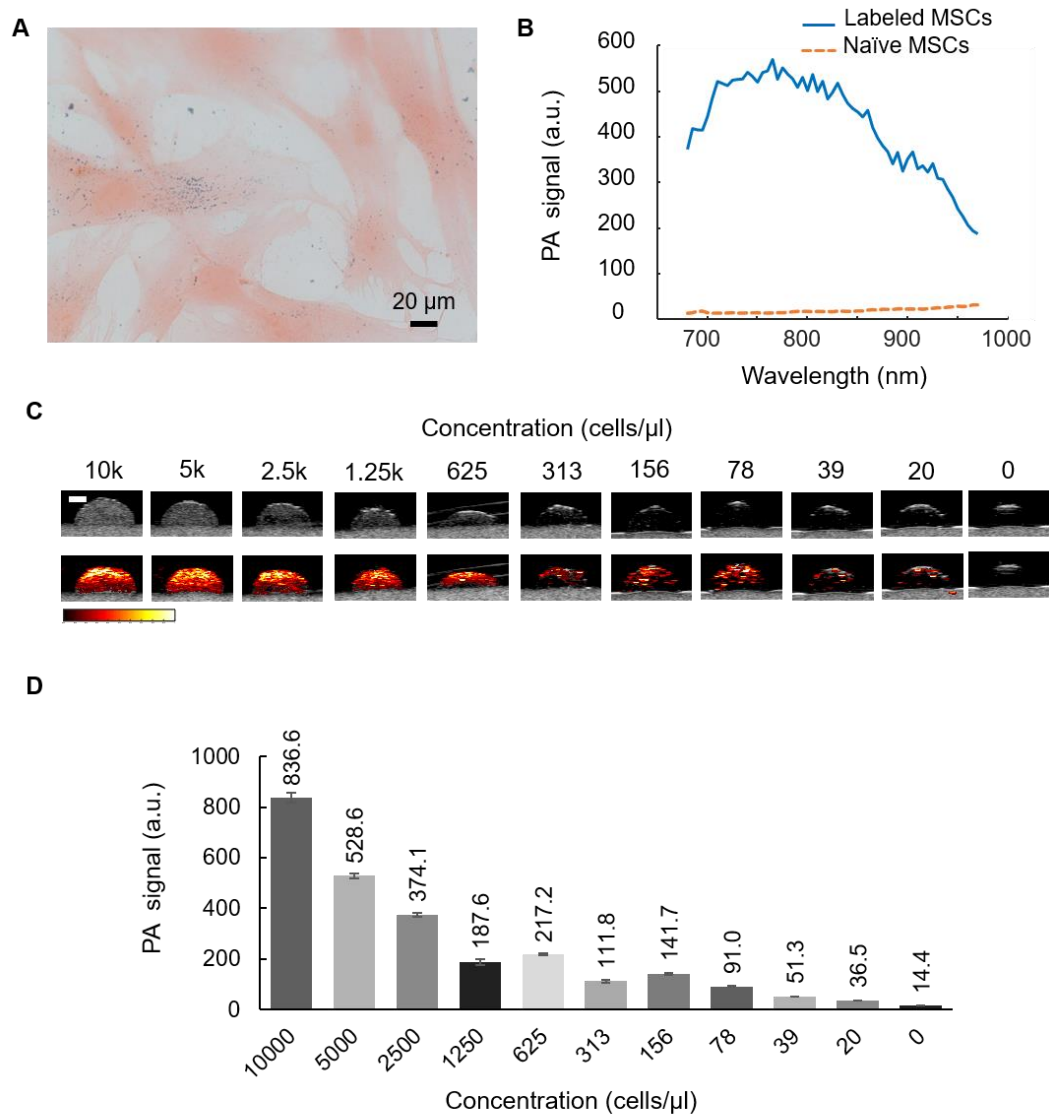 A
20 µm
B
Labeled MSCs
Naïve MSCs
PA signal (a.u.)
600
500
400
300
200
100
0
700 800 900 1000
Wavelength (nm)
C
Concentration (cells/µl)
10k 5k 2.5k 1.25k 625 313 156 78 39 20 0
D
PA signal (a.u.)
1000
800
600
400
200
0
836.6 528.6 374.1 187.6 217.2 111.8 141.7 91.0 51.3 36.5 14.4
10000 5000 2500 1250 625 313 156 78 39 20 0
Concentration (cells/µl)